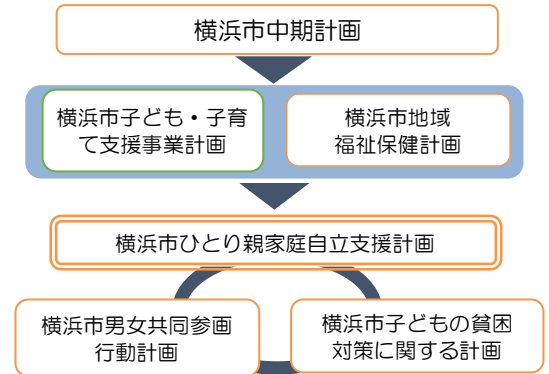 横浜市中期計画
横浜市子ども・子育
て支援事業計画
横浜市地域
福祉保健計画
横浜市ひとり親家庭自立支援計画
横浜市男女共同参画
行動計画
横浜市子どもの貧困
対策に関する計画